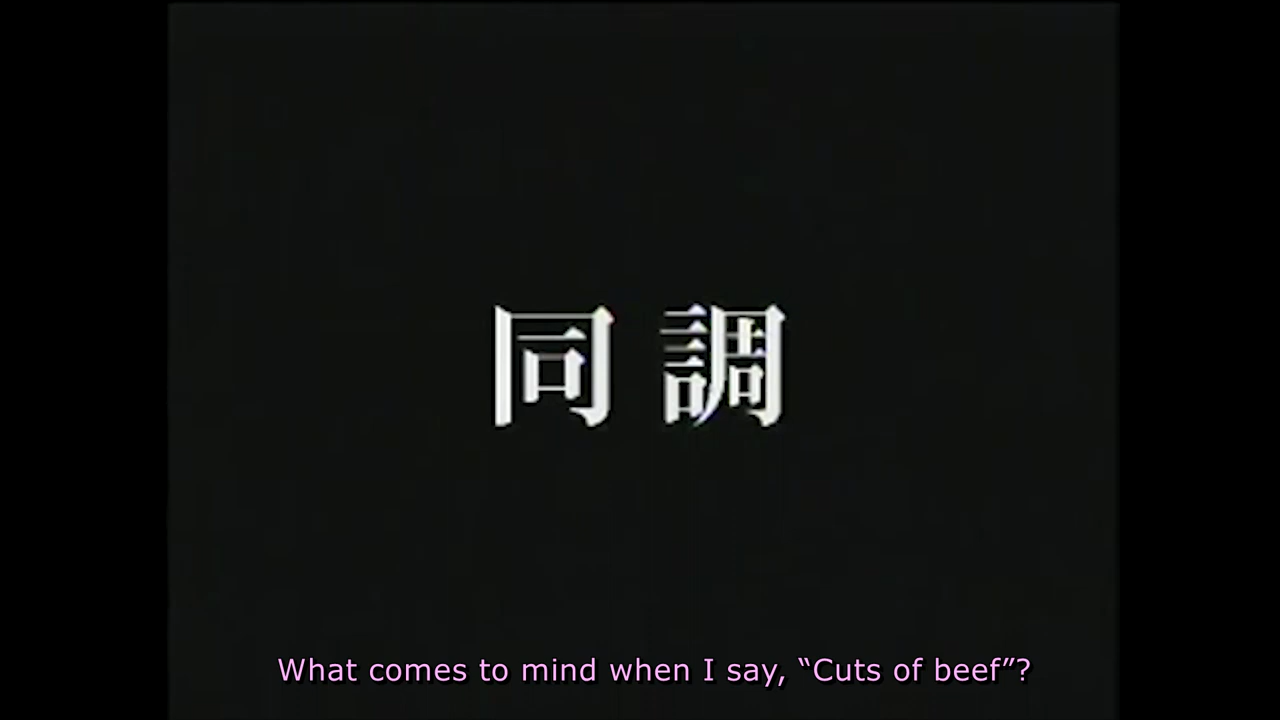 同調
What comes to mind when I say, “Cuts of beef”?